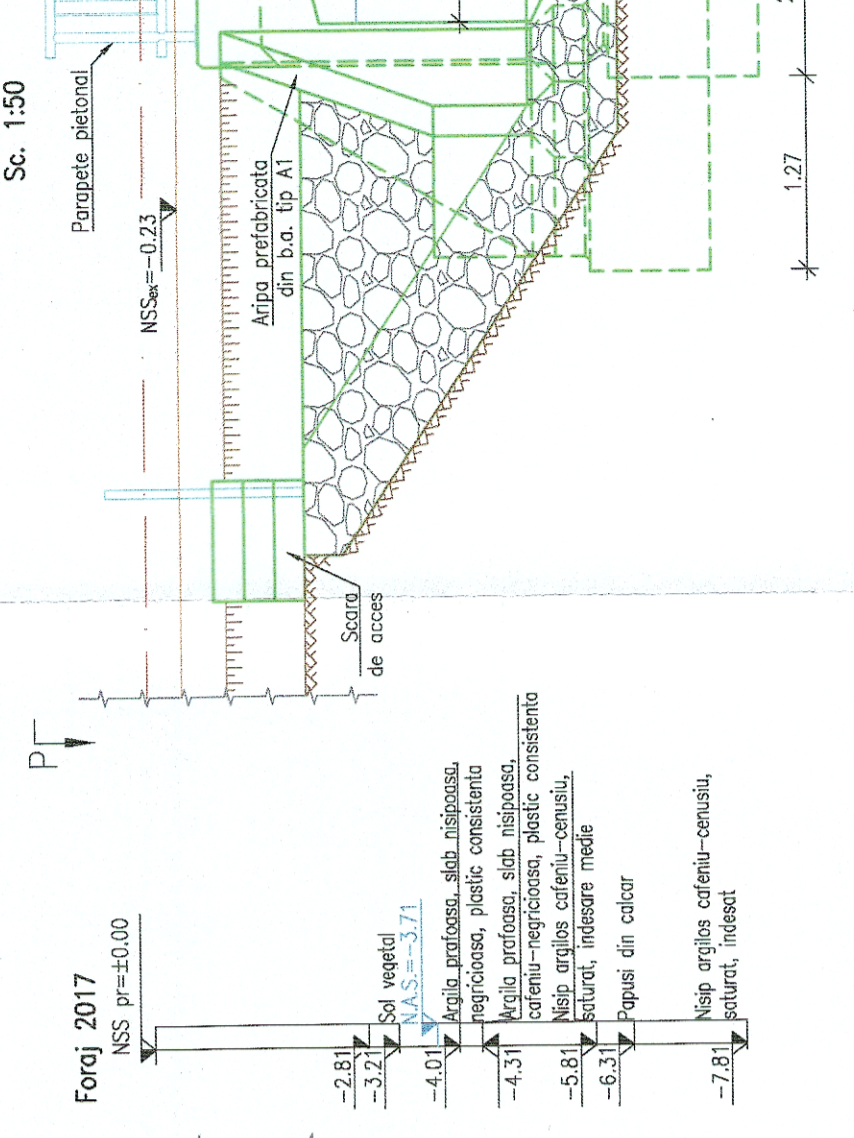 Sc. 1:50
Parapete pietonal
NSSex=-0.23
Aripa prefabricata
din b.a. tip A1
1.27
Scara
de acces
P
Foraj 2017
NSS pr=±0.00
-2.81
-3.21
Sol vegetal
N.A.S.=-3.71
-4.01
Argila prafoasa, slab nisipoasa,
negricioasa, plastic consistenta
-4.31
Argila prafoasa, slab nisipoasa,
cafeniu-negricioasa, plastic consistenta
-5.81
Nisip argilos cafeniu-cenusiu,
saturat, indesare medie
-6.31
Papusi din calcar
-7.81
Nisip argilos cafeniu-cenusiu,
saturat, indesat